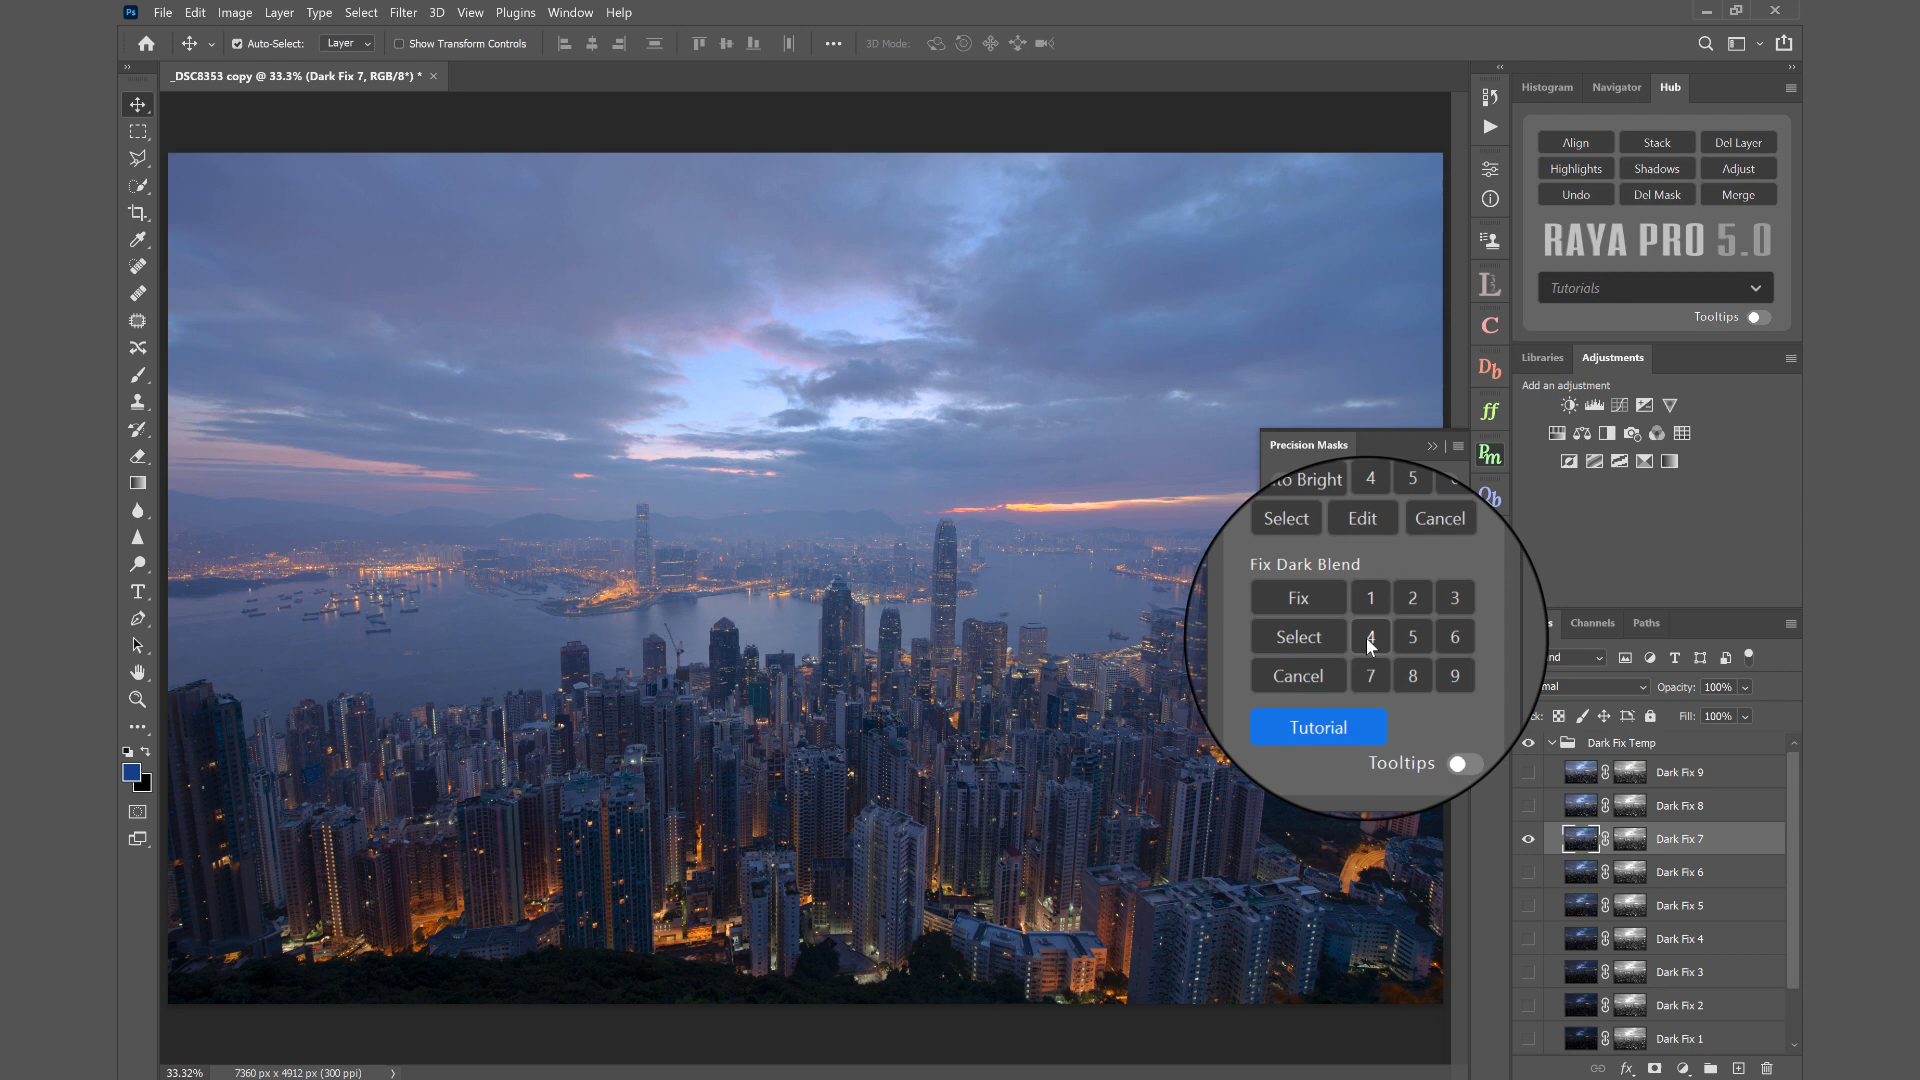 Ps File Edit Image Layer Type Select Filter 3D View Plugins Window Help
Auto-Select: Layer Show Transform Controls 3D Mode:
_DSC8353 copy @ 33.3% (Dark Fix 7, RGB/8*) *
Histogram Navigator Hub
Align Stack Del Layer
Highlights Shadows Adjust
Undo Del Mask Merge
RAYA PRO 5.0
Tutorials
Tooltips
Libraries Adjustments
Add an adjustment
C
Db
ff
Pm
Qb
Precision Masks
to Bright 4 5
Select Edit Cancel
Fix Dark Blend
Fix 1 2 3
Select 4 5 6
Cancel 7 8 9
Tutorial
Tooltips
Channels Paths
Opacity: 100%
Fill: 100%
Dark Fix Temp
Dark Fix 9
Dark Fix 8
Dark Fix 7
Dark Fix 6
Dark Fix 5
Dark Fix 4
Dark Fix 3
Dark Fix 2
Dark Fix 1
33.32% 7360 px x 4912 px (300 ppi)